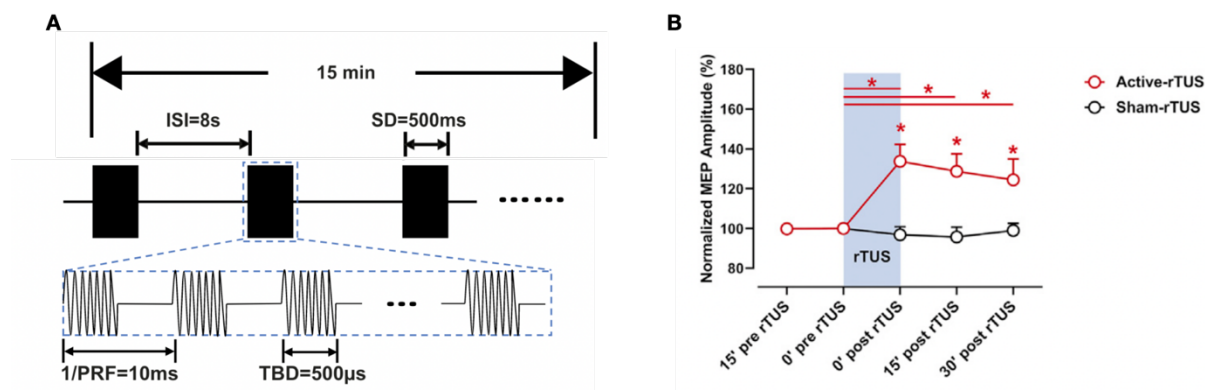 A
15 min
ISI=8s
SD=500ms
1/PRF=10ms
TBD=500μs
B
Normalized MEP Amplitude (%)
180
160
140
120
100
80
* * *
* * *
rTUS
15' pre rTUS
0' pre rTUS
0' post rTUS
15' post rTUS
30' post rTUS
Active-rTUS
Sham-rTUS